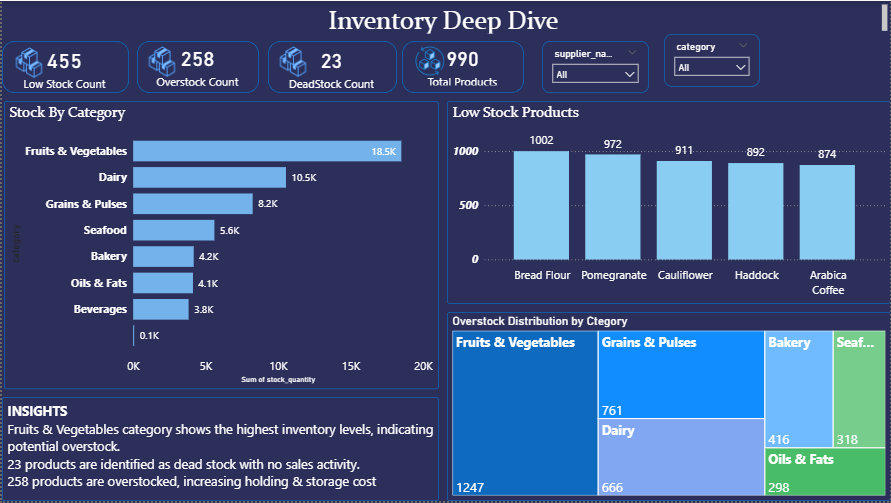 Inventory Deep Dive
455
Low Stock Count
258
Overstock Count
23
DeadStock Count
990
Total Products
supplier_na...
All
category
All
Stock By Category
category
Fruits & Vegetables
18.5K
Dairy
10.5K
Grains & Pulses
8.2K
Seafood
5.6K
Bakery
4.2K
Oils & Fats
4.1K
Beverages
3.8K
0.1K
0K
5K
10K
15K
20K
Sum of stock_quantity
Low Stock Products
1000
500
0
1002
972
911
892
874
Bread Flour
Pomegranate
Cauliflower
Haddock
Arabica
Coffee
Overstock Distribution by Ctegory
Fruits & Vegetables
1247
Grains & Pulses
761
Dairy
666
Bakery
416
Seaf...
318
Oils & Fats
298
INSIGHTS
Fruits & Vegetables category shows the highest inventory levels, indicating
potential overstock.
23 products are identified as dead stock with no sales activity.
258 products are overstocked, increasing holding & storage cost